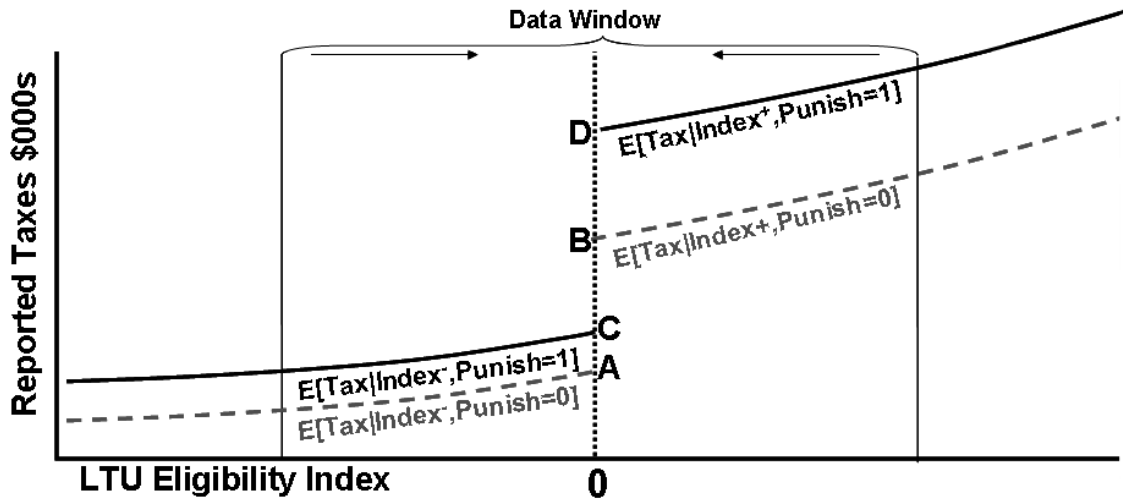 Data Window
Reported Taxes $000s
D
E[Tax|Index⁺,Punish=1]
B
E[Tax|Index+,Punish=0]
C
E[Tax|Index⁻,Punish=1]
A
E[Tax|Index⁻,Punish=0]
LTU Eligibility Index
0